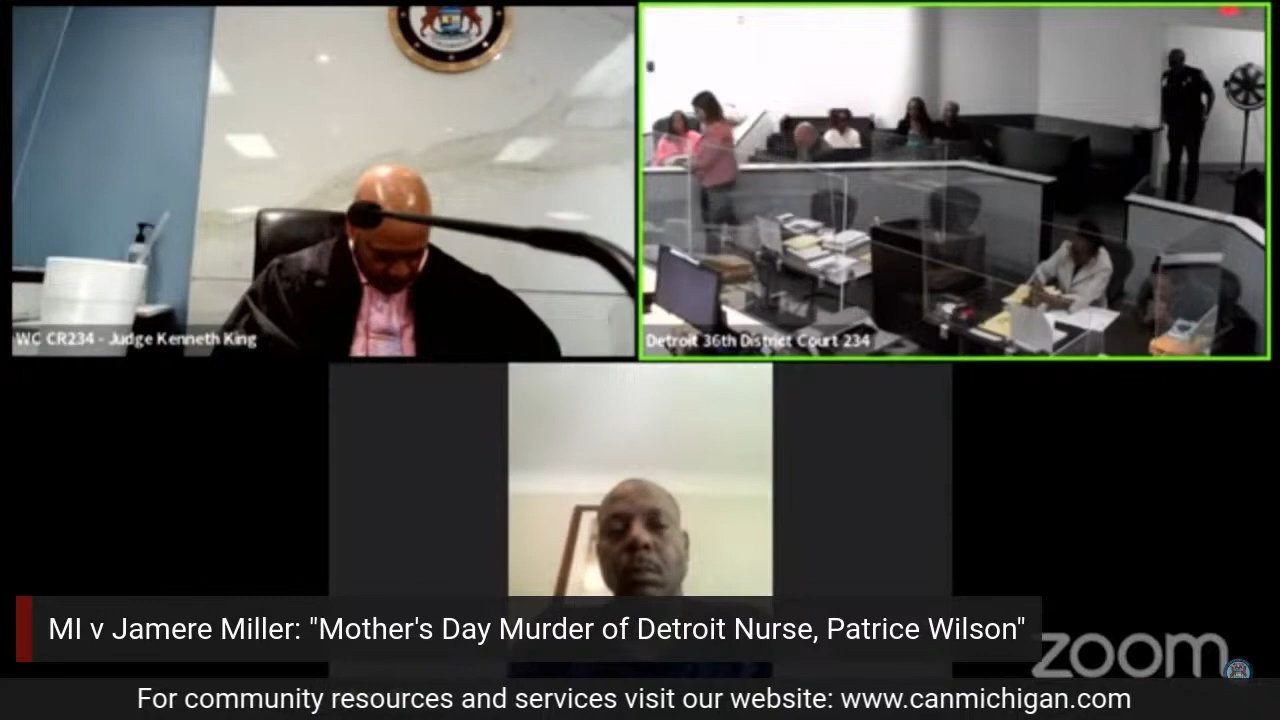 WC CR234 - Judge Kenneth King
Detroit 36th District Court 234
MI v Jamere Miller: "Mother's Day Murder of Detroit Nurse, Patrice Wilson"
zoom
For community resources and services visit our website: www.canmichigan.com